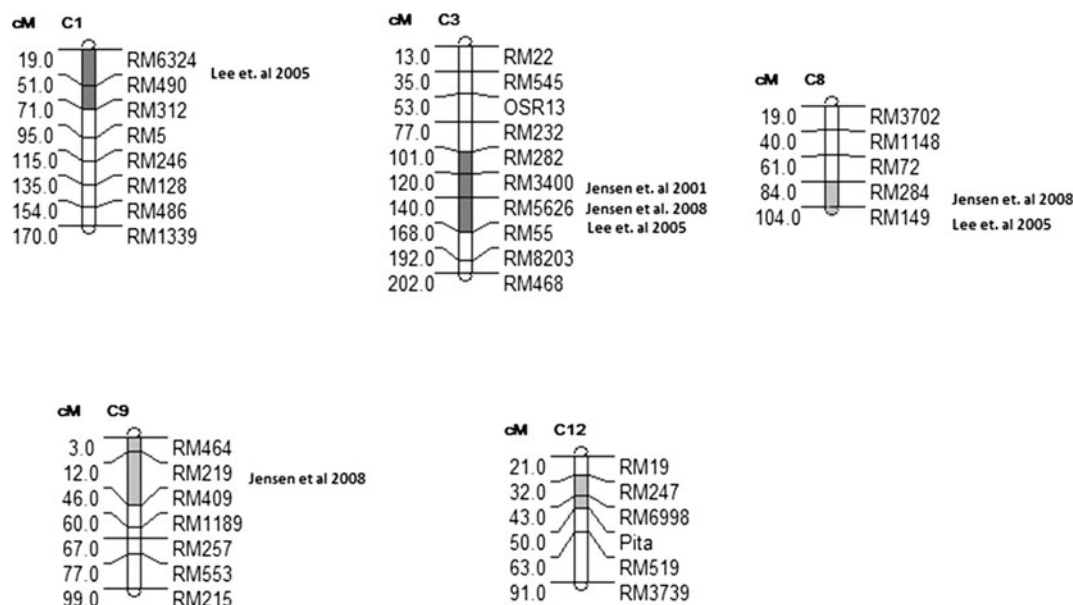 cM C1
19.0 RM6324
51.0 RM490
71.0 RM312
95.0 RM5
115.0 RM246
135.0 RM128
154.0 RM486
170.0 RM1339
Lee et. al 2005
cM C3
13.0 RM22
35.0 RM545
53.0 OSR13
77.0 RM232
101.0 RM282
120.0 RM3400
140.0 RM5626
168.0 RM55
192.0 RM8203
202.0 RM468
Jensen et. al 2001
Jensen et al. 2008
Lee et. al 2005
cM C8
19.0 RM3702
40.0 RM1148
61.0 RM72
84.0 RM284
104.0 RM149
Jensen et. al 2008
Lee et. al 2005
cM C9
3.0 RM464
12.0 RM219
46.0 RM409
60.0 RM1189
67.0 RM257
77.0 RM553
99.0 RM215
Jensen et al 2008
cM C12
21.0 RM19
32.0 RM247
43.0 RM6998
50.0 Pita
63.0 RM519
91.0 RM3739